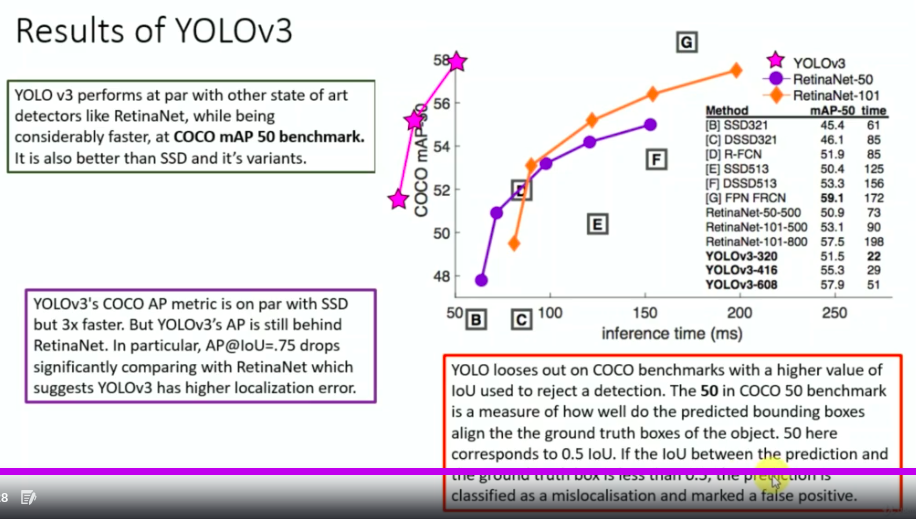 Results of YOLOv3
YOLO v3 performs at par with other state of art
detectors like RetinaNet, while being
considerably faster, at COCO mAP 50 benchmark.
It is also better than SSD and it's variants.
YOLOv3's COCO AP metric is on par with SSD
but 3x faster. But YOLOv3's AP is still behind
RetinaNet. In particular, AP@IoU=.75 drops
significantly comparing with RetinaNet which
suggests YOLOv3 has higher localization error.
COCO mAP-50
58
56
54
52
50
48
50 100 150 200 250
inference time (ms)
B
C
D
E
F
G
YOLOv3
RetinaNet-50
RetinaNet-101
Method mAP-50 time
[B] SSD321 45.4 61
[C] DSSD321 46.1 85
[D] R-FCN 51.9 85
[E] SSD513 50.4 125
[F] DSSD513 53.3 156
[G] FPN FRCN 59.1 172
RetinaNet-50-500 50.9 73
RetinaNet-101-500 53.1 90
RetinaNet-101-800 57.5 198
YOLOv3-320 51.5 22
YOLOv3-416 55.3 29
YOLOv3-608 57.9 51
YOLO looses out on COCO benchmarks with a higher value of
IoU used to reject a detection. The 50 in COCO 50 benchmark
is a measure of how well do the predicted bounding boxes
align the the ground truth boxes of the object. 50 here
corresponds to 0.5 IoU. If the IoU between the prediction and
the ground truth box is less than 0.5, the prediction is
classified as a mislocalisation and marked a false positive.
8